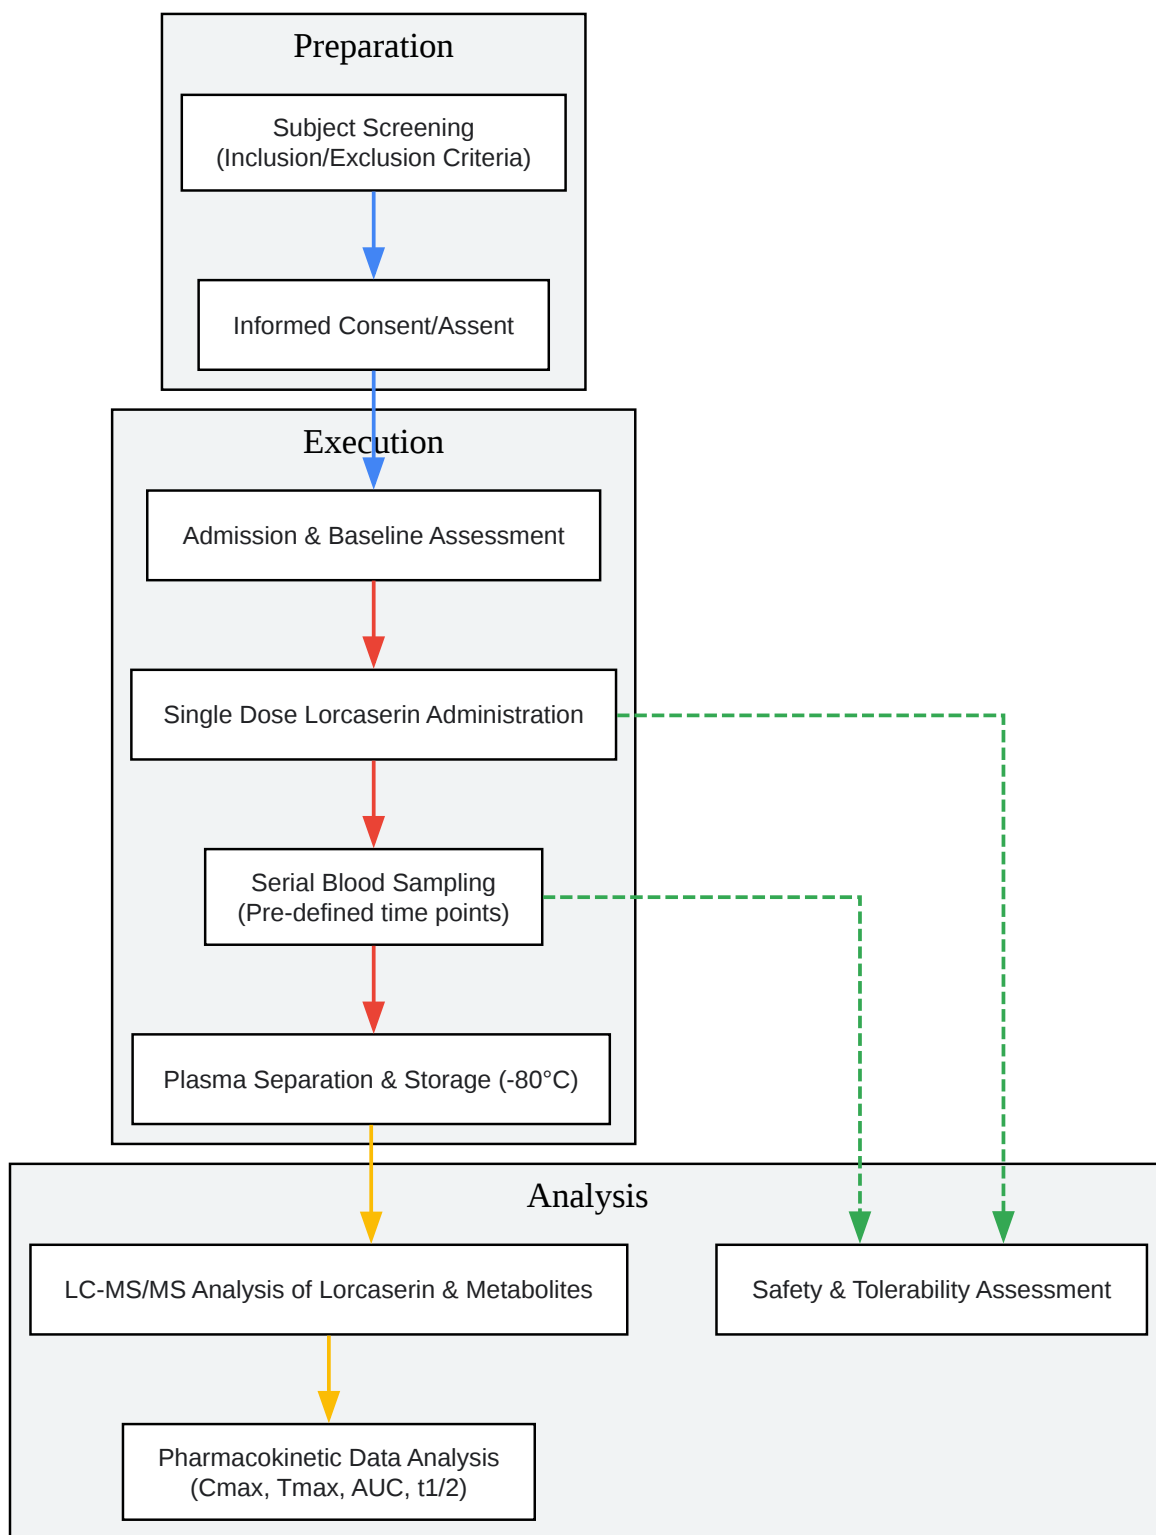 Preparation
Subject Screening
(Inclusion/Exclusion Criteria)
Informed Consent/Assent
Execution
Admission & Baseline Assessment
Single Dose Lorcaserin Administration
Serial Blood Sampling
(Pre-defined time points)
Plasma Separation & Storage (-80°C)
Analysis
LC-MS/MS Analysis of Lorcaserin & Metabolites
Safety & Tolerability Assessment
Pharmacokinetic Data Analysis
(Cmax, Tmax, AUC, t1/2)